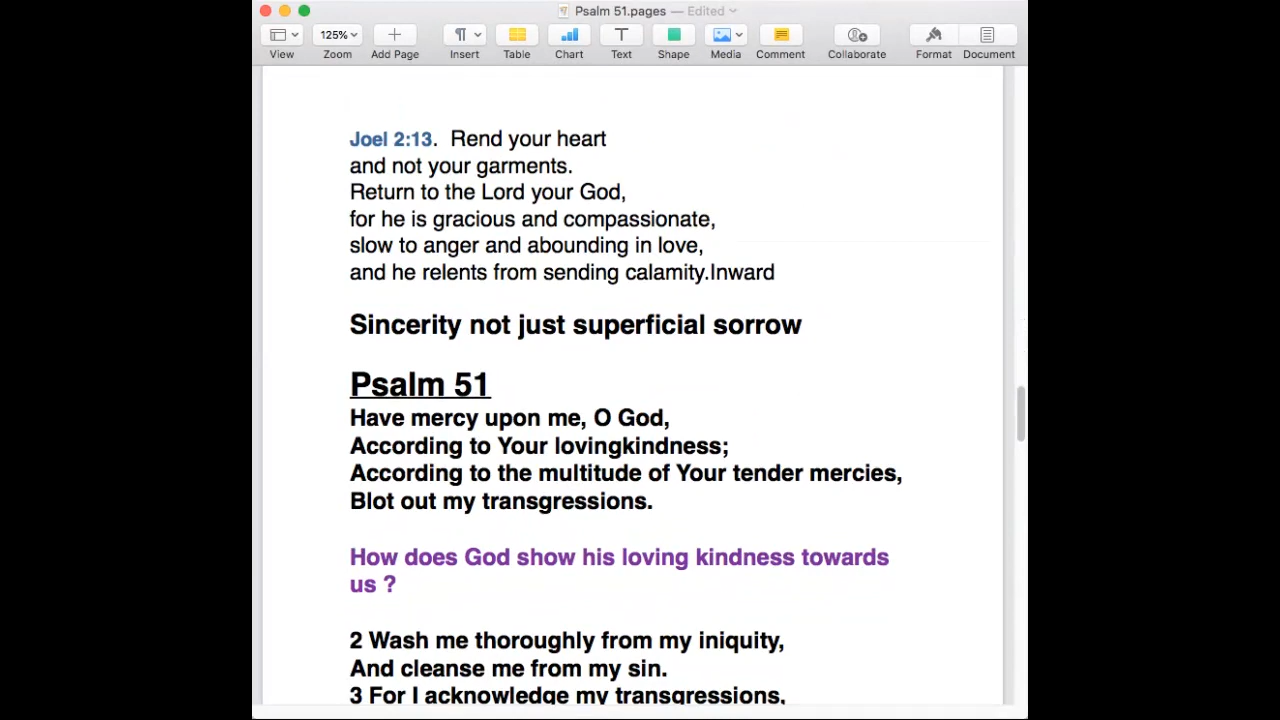 Psalm 51.pages — Edited
View
125%
Zoom
Add Page
Insert
Table
Chart
Text
Shape
Media
Comment
Collaborate
Format
Document
Joel 2:13.  Rend your heart
and not your garments.
Return to the Lord your God,
for he is gracious and compassionate,
slow to anger and abounding in love,
and he relents from sending calamity.Inward
Sincerity not just superficial sorrow
Psalm 51
Have mercy upon me, O God,
According to Your lovingkindness;
According to the multitude of Your tender mercies,
Blot out my transgressions.
How does God show his loving kindness towards
us ?
2 Wash me thoroughly from my iniquity,
And cleanse me from my sin.
3 For I acknowledge my transgressions,